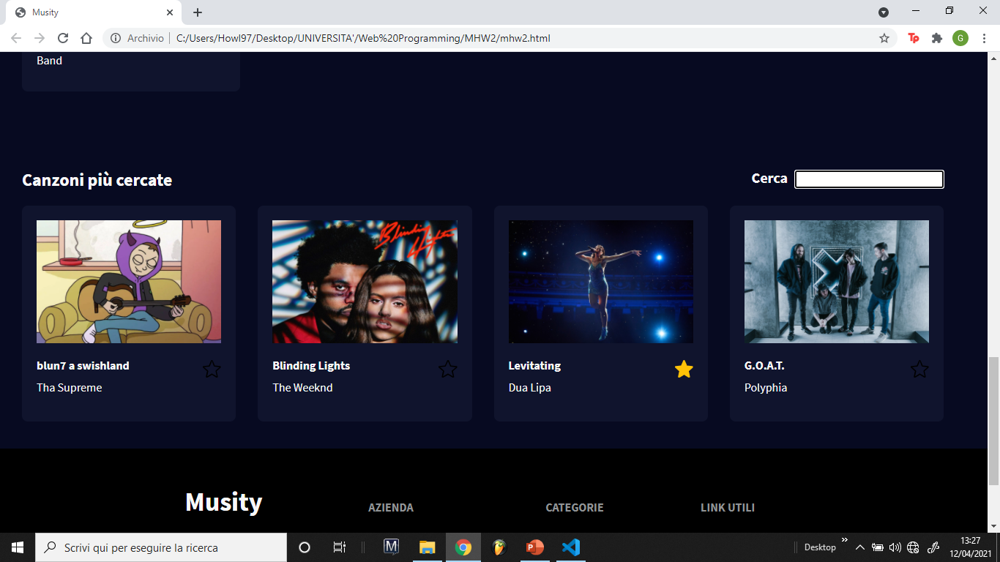 Musity
Archivio
C:/Users/Howl97/Desktop/UNIVERSITA'/Web%20Programming/MHW2/mhw2.html
Tp
G
Band
Canzoni più cercate
Cerca
Blinding
Lights
blun7 a swishland
Tha Supreme
Blinding Lights
The Weeknd
Levitating
Dua Lipa
G.O.A.T.
Polyphia
Musity
AZIENDA
CATEGORIE
LINK UTILI
Scrivi qui per eseguire la ricerca
M
P
Desktop
13:27
12/04/2021